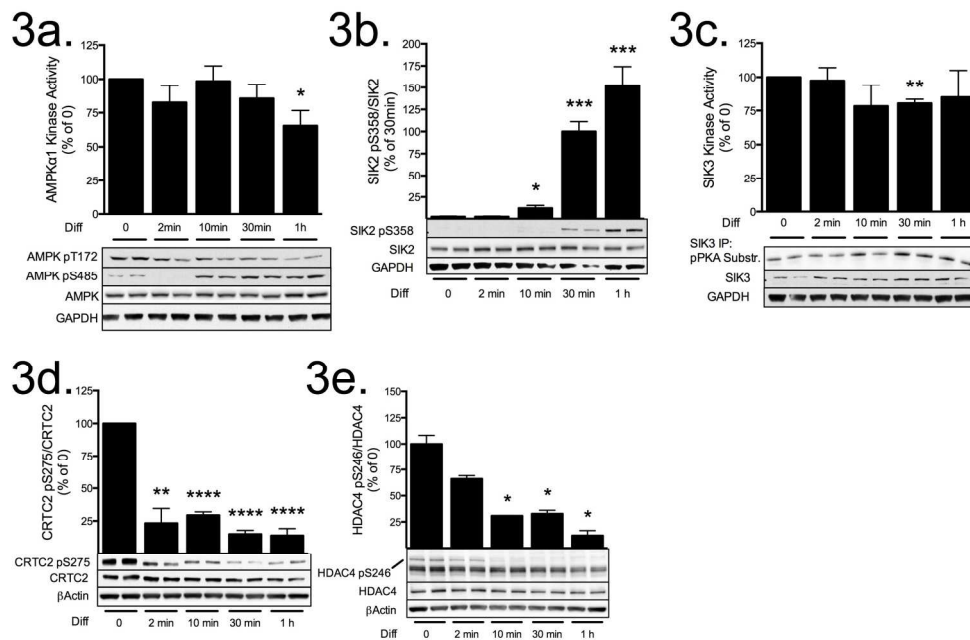 3a.
AMPKα1 Kinase Activity
(% of 0)
125
100
75
50
25
*
Diff 0 2min 10min 30min 1h
AMPK pT172
AMPK pS485
AMPK
GAPDH
3b.
SIK2 pS358/SIK2
(% of 30min)
200
175
150
125
100
75
50
25
* *** ***
SIK2 pS358
SIK2
GAPDH
Diff 0 2 min 10 min 30 min 1 h
3c.
SIK3 Kinase Activity
(% of 0)
125
100
75
50
25
**
Diff 0 2 min 10 min 30 min 1 h
SIK3 IP:
pPKA Substr.
SIK3
GAPDH
3d.
CRTC2 pS275/CRTC2
(% of 0)
125
100
75
50
25
** **** **** ****
CRTC2 pS275
CRTC2
βActin
Diff 0 2 min 10 min 30 min 1 h
3e.
HDAC4 pS246/HDAC4
(% of 0)
150
125
100
75
50
25
* * *
HDAC4 pS246
HDAC4
βActin
Diff 0 2 min 10 min 30 min 1 h